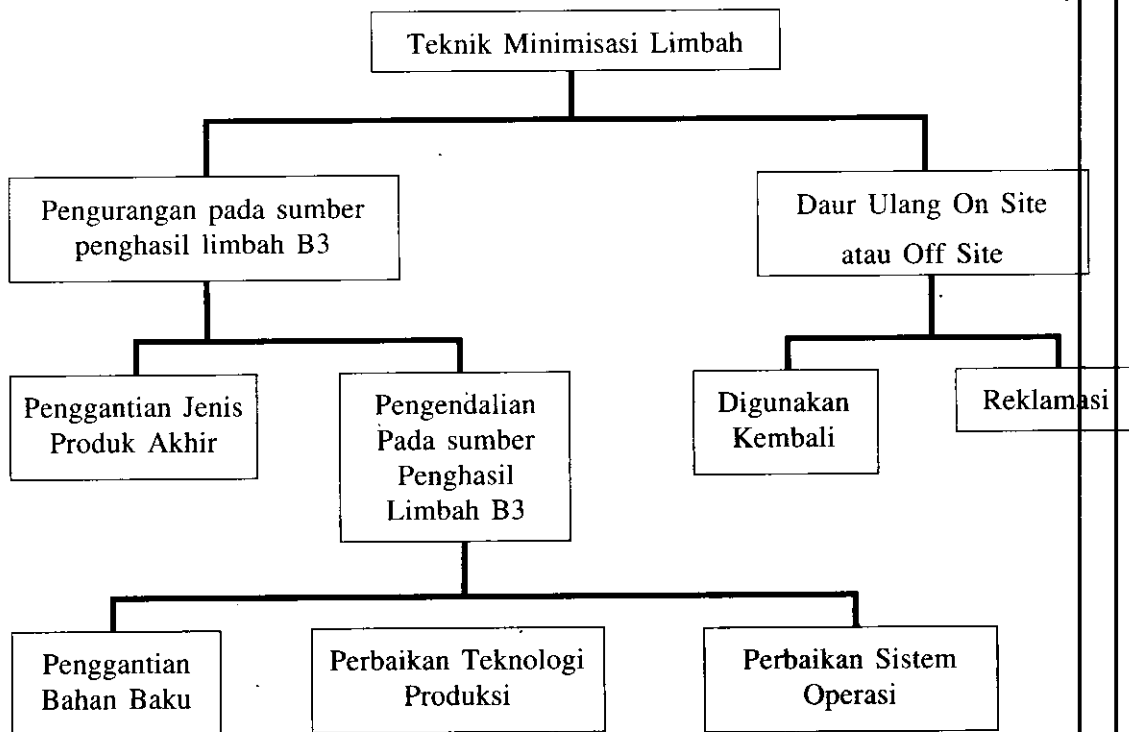 Teknik Minimisasi Limbah
Pengurangan pada sumber
penghasil limbah B3
Daur Ulang On Site
atau Off Site
Penggantian Jenis
Produk Akhir
Pengendalian
Pada sumber
Penghasil
Limbah B3
Digunakan
Kembali
Reklamasi
Penggantian
Bahan Baku
Perbaikan Teknologi
Produksi
Perbaikan Sistem
Operasi